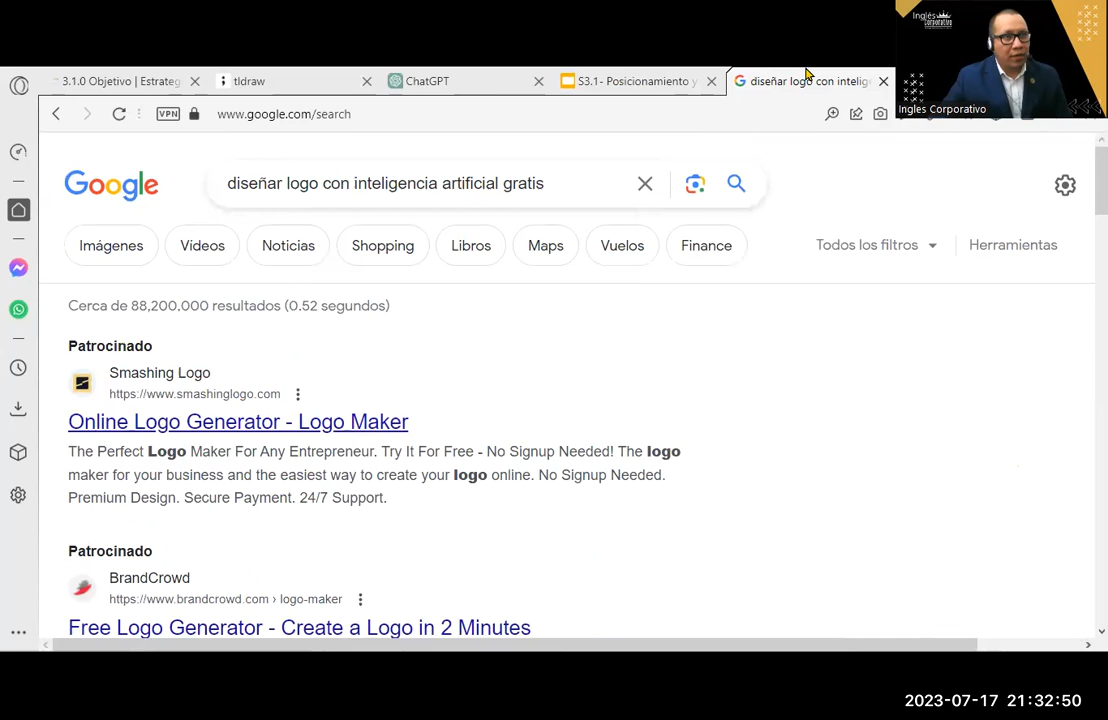 Inglés
Corporativo
Ingles Corporativo
3.1.0 Objetivo | Estrateg
tldraw
ChatGPT
S3.1- Posicionamiento y
diseñar logo con intelig
VPN
www.google.com/search
Google
diseñar logo con inteligencia artificial gratis
Imágenes
Videos
Noticias
Shopping
Libros
Maps
Vuelos
Finance
Todos los filtros
Herramientas
Cerca de 88,200,000 resultados (0.52 segundos)
Patrocinado
Smashing Logo
https://www.smashinglogo.com
Online Logo Generator - Logo Maker
The Perfect Logo Maker For Any Entrepreneur. Try It For Free - No Signup Needed! The logo
maker for your business and the easiest way to create your logo online. No Signup Needed.
Premium Design. Secure Payment. 24/7 Support.
Patrocinado
BrandCrowd
https://www.brandcrowd.com › logo-maker
Free Logo Generator - Create a Logo in 2 Minutes
2023-07-17 21:32:50